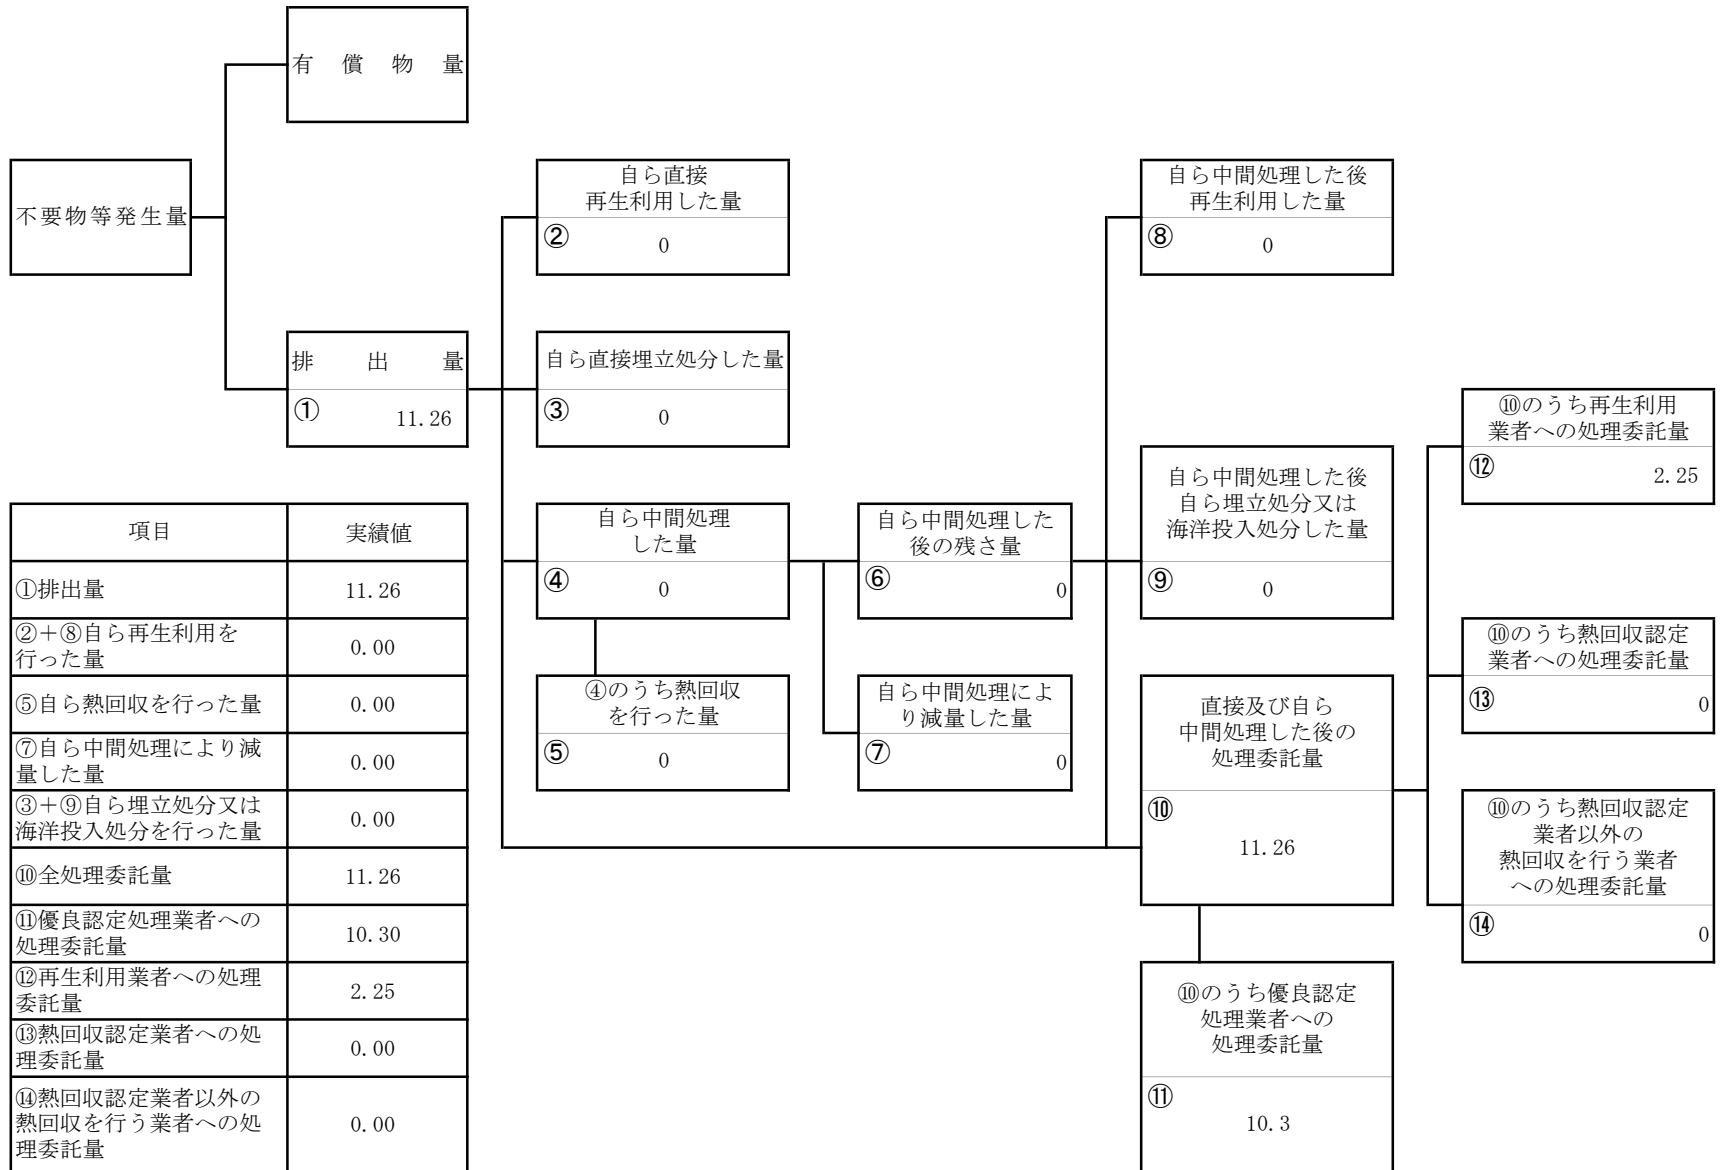 有償物量
不要物等発生量
排出量
①
11.26
自ら直接
再生利用した量
②
0
自ら直接埋立処分した量
③
0
自ら中間処理
した量
④
0
④のうち熱回収
を行った量
⑤
0
自ら中間処理した
後の残さ量
⑥
0
自ら中間処理によ
り減量した量
⑦
0
自ら中間処理した後
再生利用した量
⑧
0
自ら中間処理した後
自ら埋立処分又は
海洋投入処分した量
⑨
0
直接及び自ら
中間処理した後の
処理委託量
⑩
11.26
⑩のうち優良認定
処理業者への
処理委託量
⑪
10.3
⑩のうち再生利用
業者への処理委託量
⑫
2.25
⑩のうち熱回収認定
業者への処理委託量
⑬
0
⑩のうち熱回収認定
業者以外の
熱回収を行う業者
への処理委託量
⑭
0
項目
実績値
①排出量
11.26
②＋⑧自ら再生利用を
行った量
0.00
⑤自ら熱回収を行った量
0.00
⑦自ら中間処理により減
量した量
0.00
③＋⑨自ら埋立処分又は
海洋投入処分を行った量
0.00
⑩全処理委託量
11.26
⑪優良認定処理業者への
処理委託量
10.30
⑫再生利用業者への処理
委託量
2.25
⑬熱回収認定業者への処
理委託量
0.00
⑭熱回収認定業者以外の
熱回収を行う業者への処
理委託量
0.00